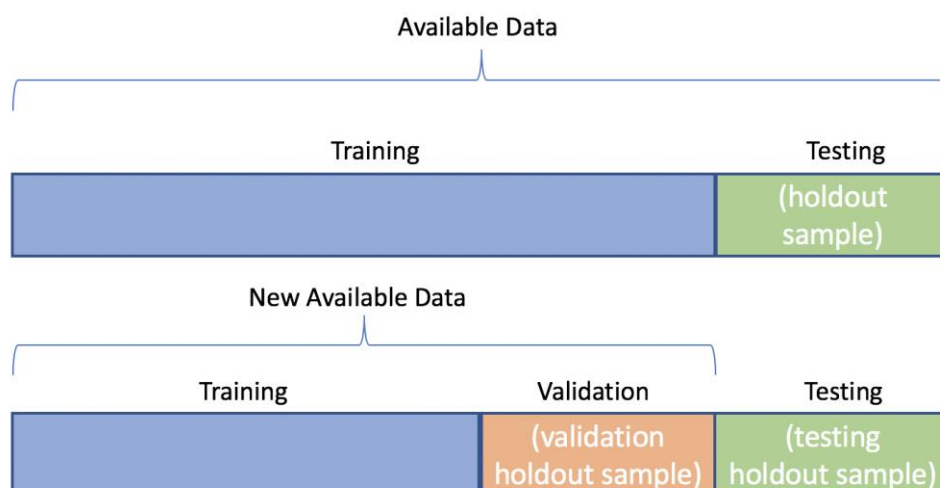 Available Data
Training
Testing
(holdout
sample)
New Available Data
Training
Validation
Testing
(validation
holdout sample)
(testing
holdout sample)